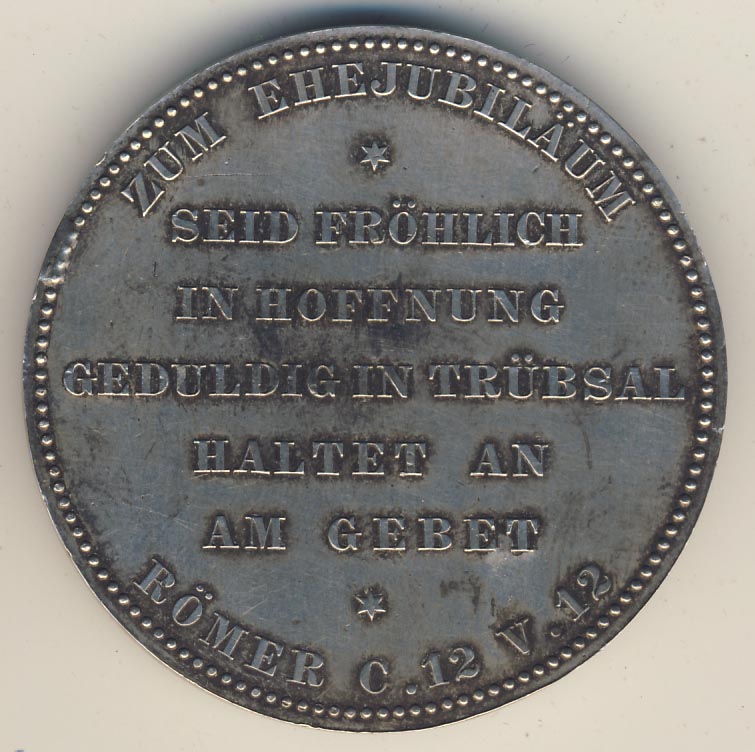 ZUM EHEJUBILÄUM
SEID FRÖHLICH
IN HOFFNUNG
GEDULDIG IN TRÜBSAL
HALTET AN
AM GEBET
RÖMER C. 12 V. 12